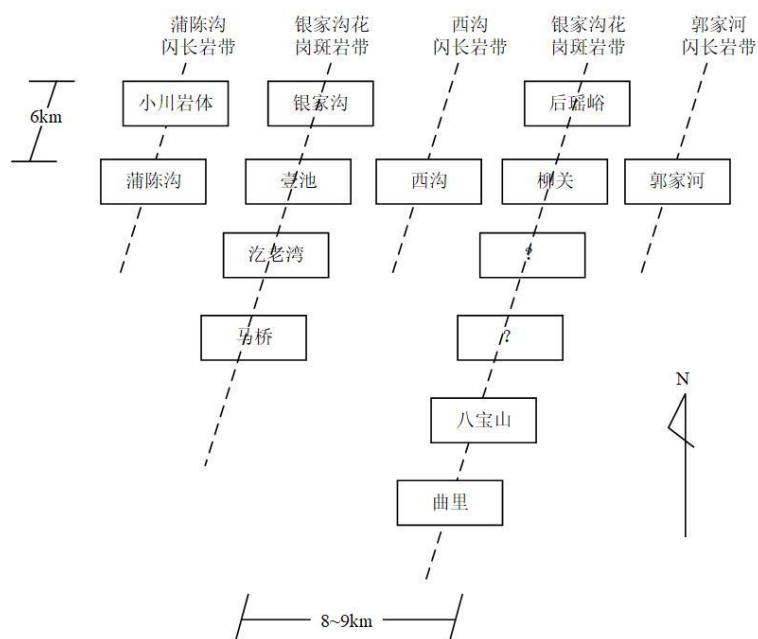 蒲陈沟
闪长岩带
银家沟花
岗斑岩带
西沟
闪长岩带
银家沟花
岗斑岩带
郭家河
闪长岩带
6km
小川岩体
银家沟
后瑶峪
蒲陈沟
壹池
西沟
柳关
郭家河
汔老湾
?
马桥
?
八宝山
曲里
N
8~9km